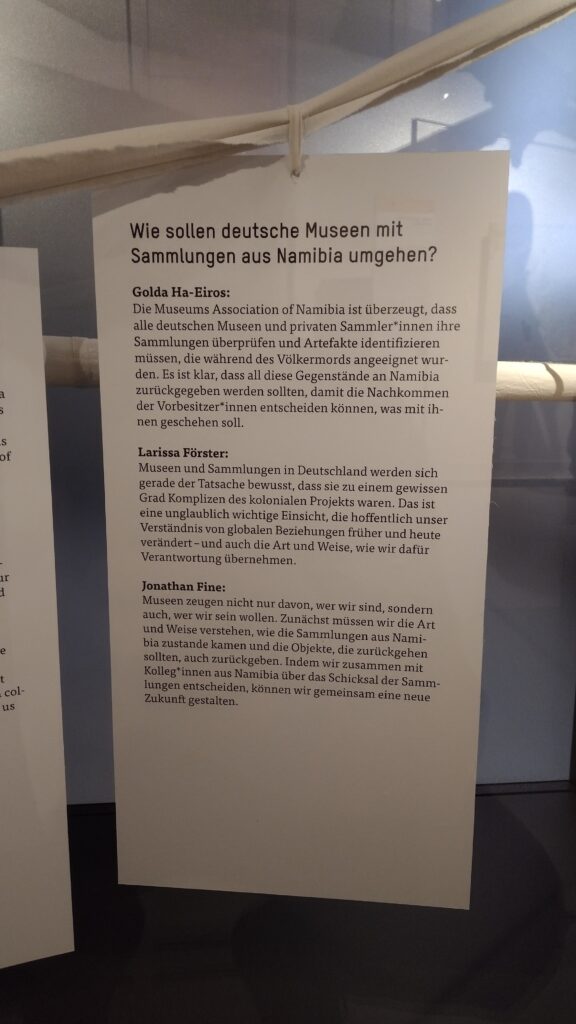 Wie sollen deutsche Museen mit
Sammlungen aus Namibia umgehen?
Golda Ha-Eiros:
Die Museums Association of Namibia ist überzeugt, dass
alle deutschen Museen und privaten Sammler*innen ihre
Sammlungen überprüfen und Artefakte identifizieren
müssen, die während des Völkermords angeeignet wur-
den. Es ist klar, dass all diese Gegenstände an Namibia
zurückgegeben werden sollten, damit die Nachkommen
der Vorbesitzer*innen entscheiden können, was mit ih-
nen geschehen soll.
Larissa Förster:
Museen und Sammlungen in Deutschland werden sich
gerade der Tatsache bewusst, dass sie zu einem gewissen
Grad Komplizen des kolonialen Projekts waren. Das ist
eine unglaublich wichtige Einsicht, die hoffentlich unser
Verständnis von globalen Beziehungen früher und heute
verändert – und auch die Art und Weise, wie wir dafür
Verantwortung übernehmen.
Jonathan Fine:
Museen zeugen nicht nur davon, wer wir sind, sondern
auch, wer wir sein wollen. Zunächst müssen wir die Art
und Weise verstehen, wie die Sammlungen aus Nami-
bia zustande kamen und die Objekte, die zurückgehen
sollten, auch zurückgeben. Indem wir zusammen mit
Kolleg*innen aus Namibia über das Schicksal der Samm-
lungen entscheiden, können wir gemeinsam eine neue
Zukunft gestalten.
of
col-
us